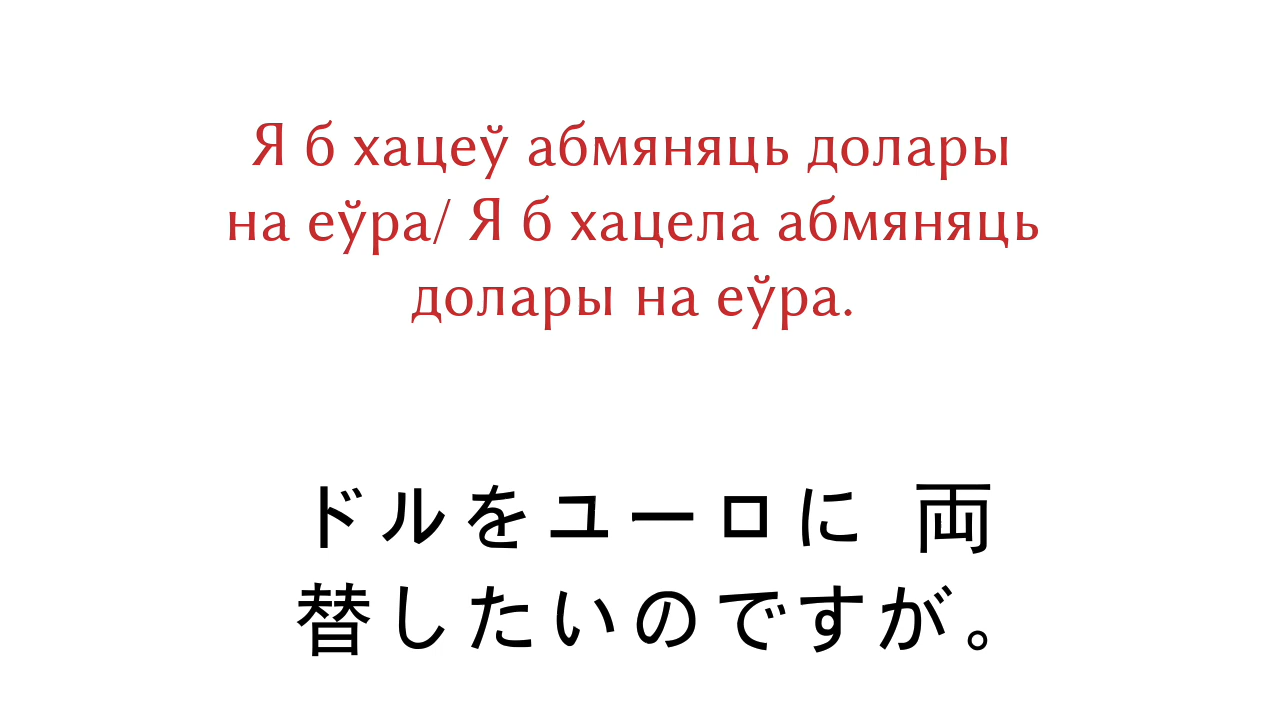 Я б хацеў абмяняць долары
на еўра/ Я б хацела абмяняць
долары на еўра.
ドルをユーロに 両
替したいのですが。